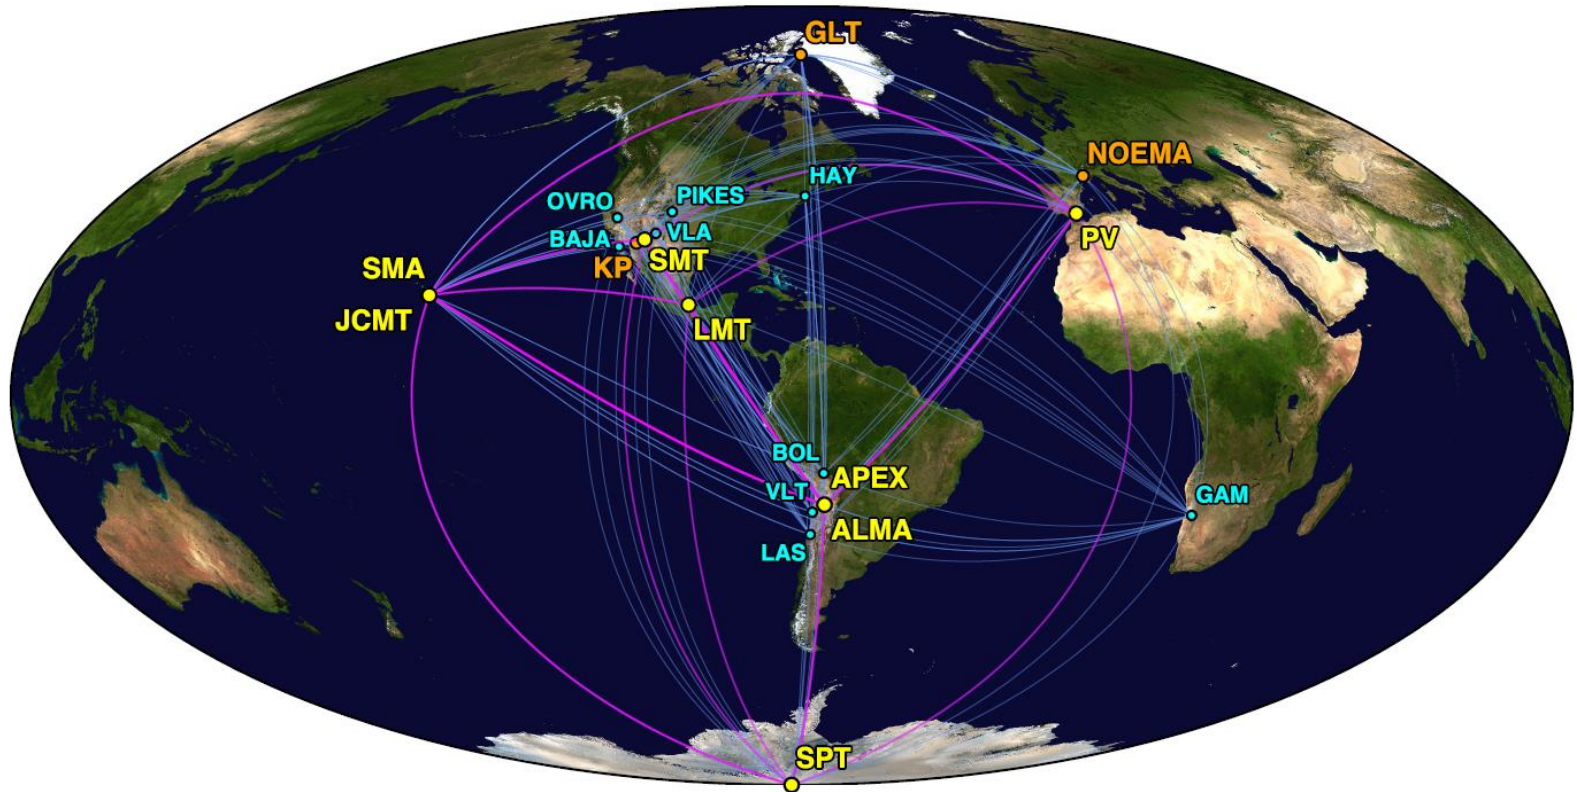 GLT
NOEMA
HAY
PIKES
OVRO
PV
VLA
BAJA
SMT
KP
SMA
JCMT
LMT
BOL
APEX
VLT
GAM
ALMA
LAS
SPT